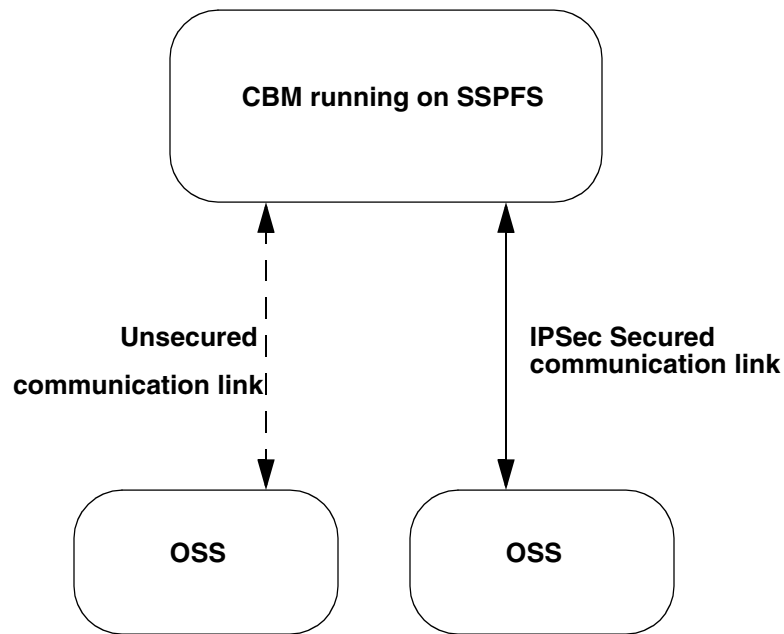 CBM running on SSPFS
Unsecured
communication link
IPSec Secured
communication link
OSS
OSS